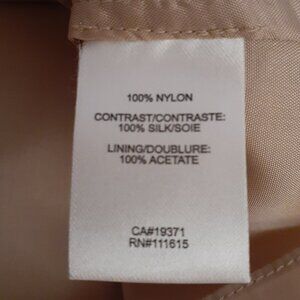 100% NYLON
CONTRAST/CONTRASTE:
100% SILK/SOIE
LINING/DOUBLURE:
100% ACETATE
CA#19371
RN#111615